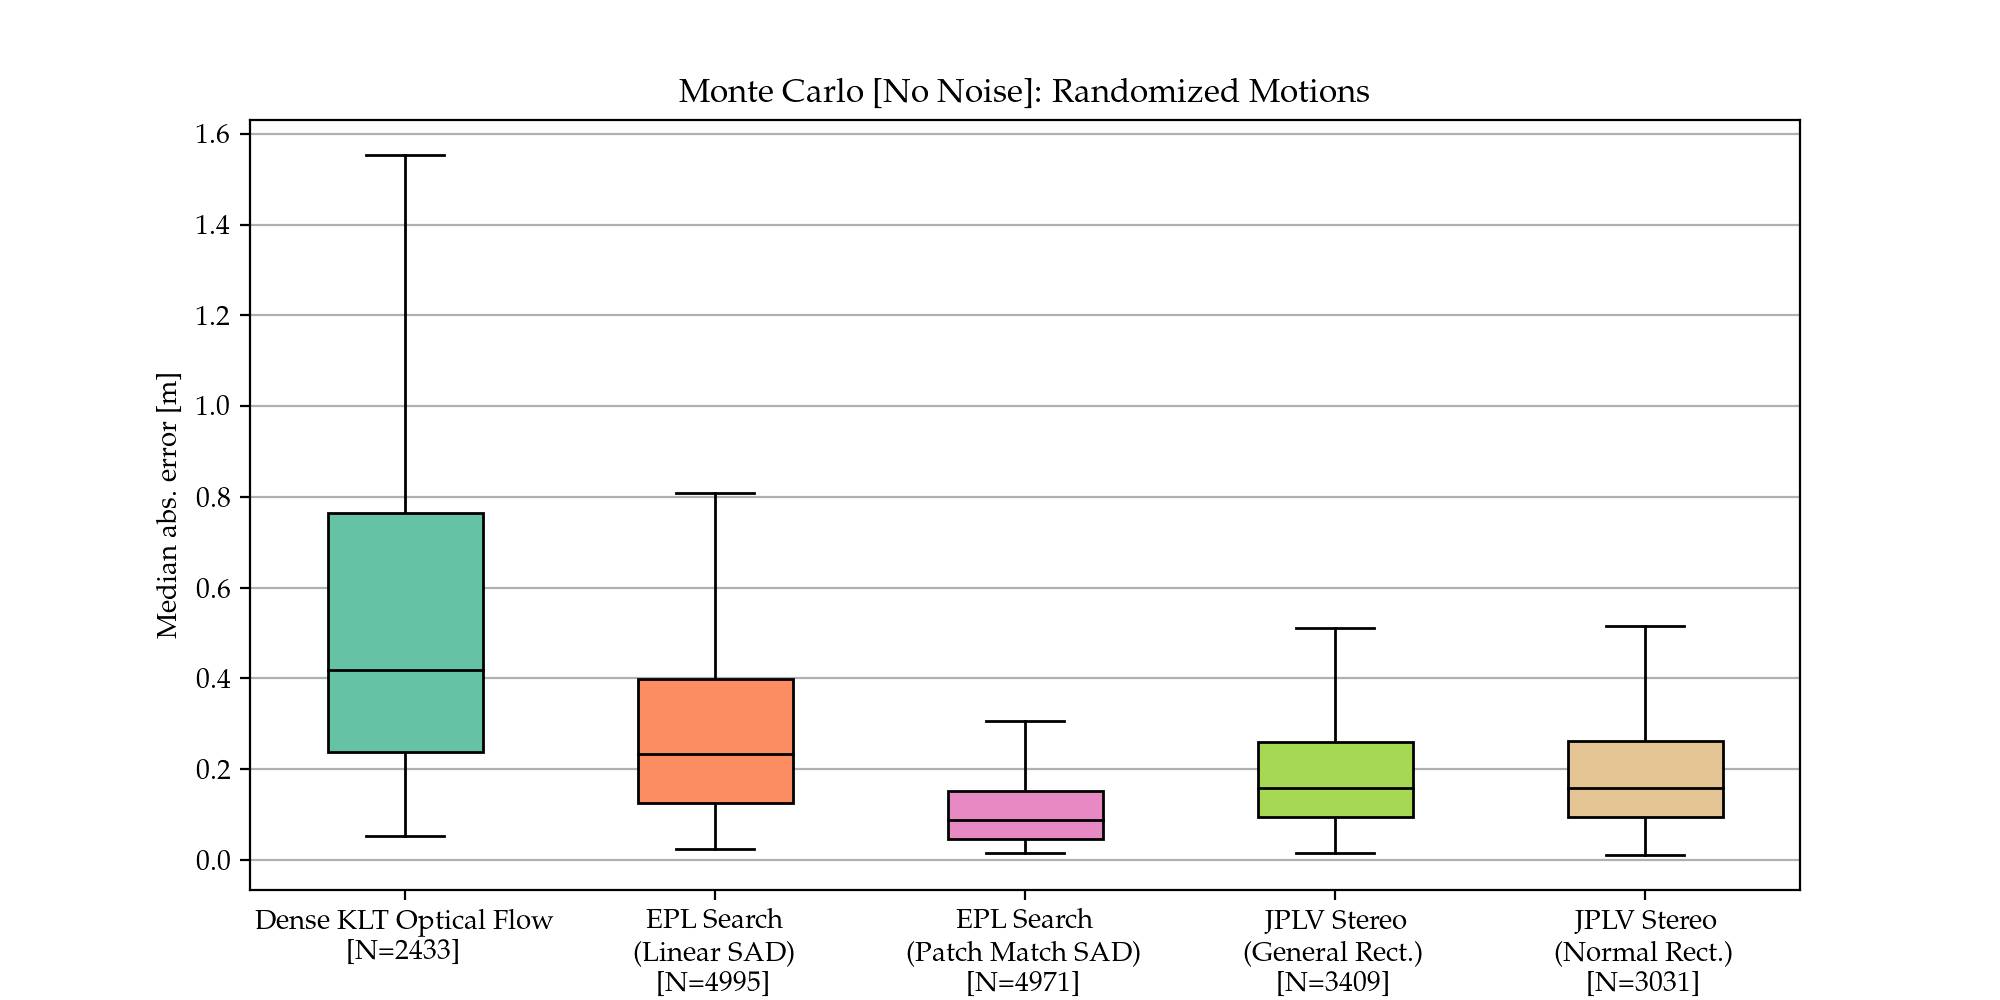 Monte Carlo [No Noise]: Randomized Motions
Median abs. error [m]
1.6
1.4
1.2
1.0
0.8
0.6
0.4
0.2
0.0
Dense KLT Optical Flow
[N=2433]
EPL Search
(Linear SAD)
[N=4995]
EPL Search
(Patch Match SAD)
[N=4971]
JPLV Stereo
(General Rect.)
[N=3409]
JPLV Stereo
(Normal Rect.)
[N=3031]